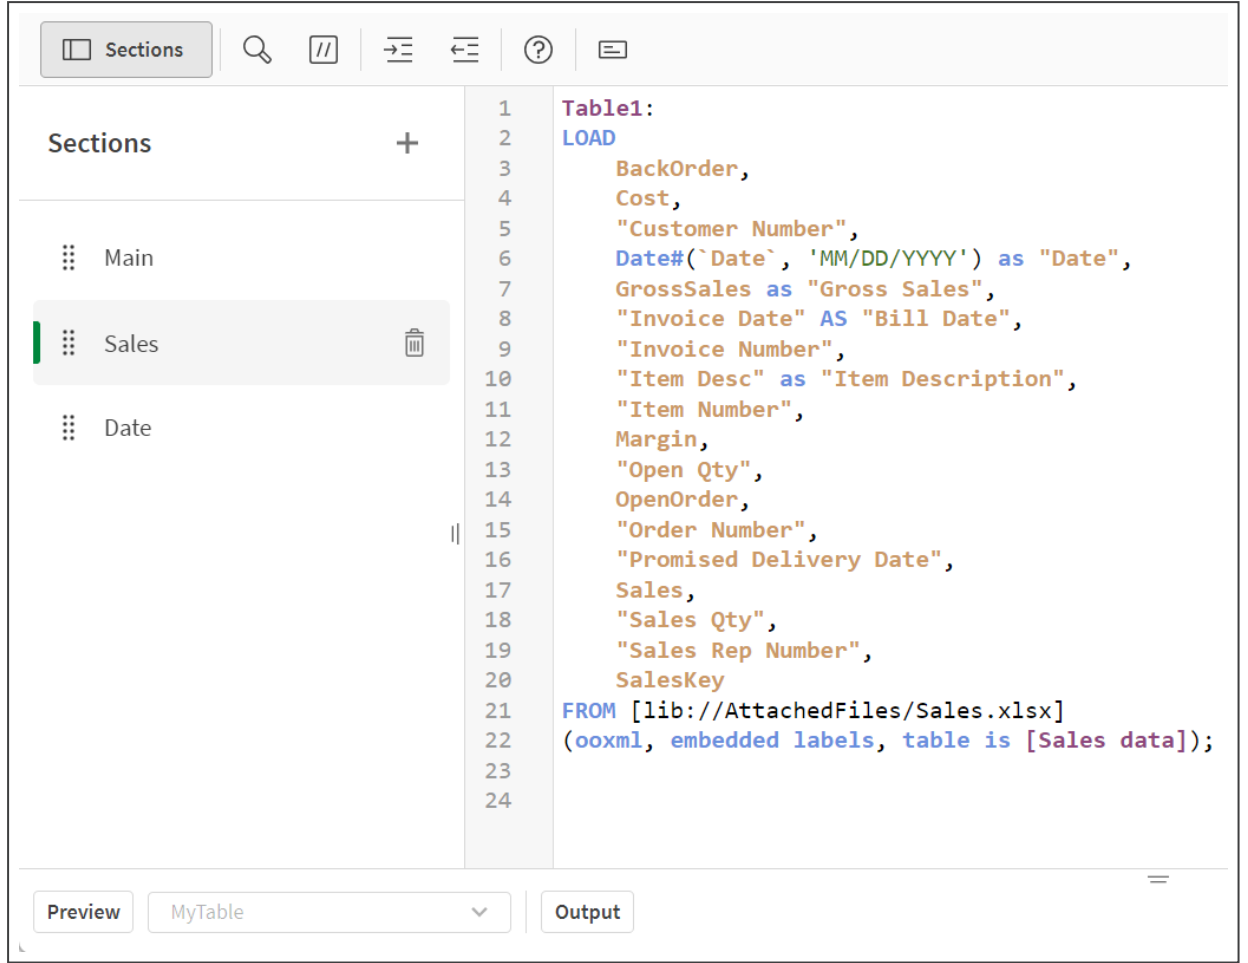 Sections
Sections
Main
Sales
Date
1 Table1:
2 LOAD
3 BackOrder,
4 Cost,
5 "Customer Number",
6 Date#(`Date`, 'MM/DD/YYYY') as "Date",
7 GrossSales as "Gross Sales",
8 "Invoice Date" AS "Bill Date",
9 "Invoice Number",
10 "Item Desc" as "Item Description",
11 "Item Number",
12 Margin,
13 "Open Qty",
14 OpenOrder,
15 "Order Number",
16 "Promised Delivery Date",
17 Sales,
18 "Sales Qty",
19 "Sales Rep Number",
20 SalesKey
21 FROM [lib://AttachedFiles/Sales.xlsx]
22 (ooxml, embedded labels, table is [Sales data]);
23
24
Preview MyTable Output